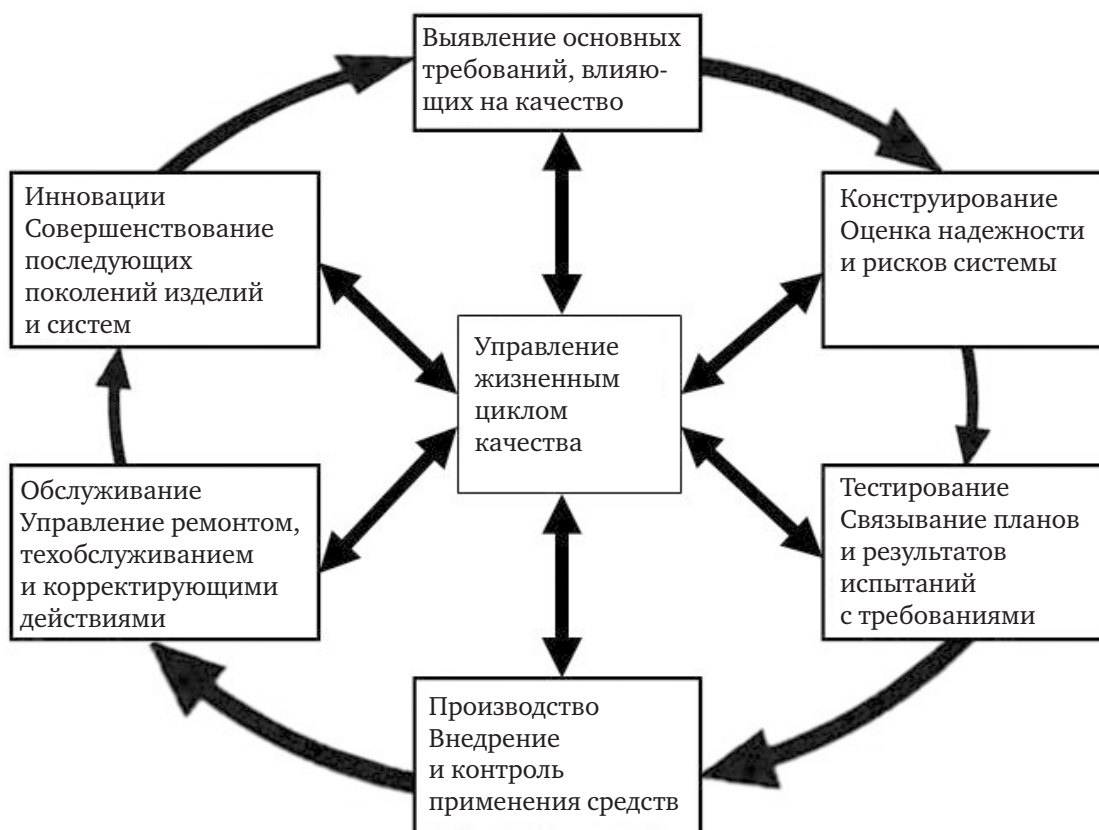 Выявление основных
требований, влияю-
щих на качество
Инновации
Совершенствование
последующих
поколений изделий
и систем
Конструирование
Оценка надежности
и рисков системы
Управление
жизненным
циклом
качества
Обслуживание
Управление ремонтом,
техобслуживанием
и корректирующими
действиями
Тестирование
Связывание планов
и результатов
испытаний
с требованиями
Производство
Внедрение
и контроль
применения средств